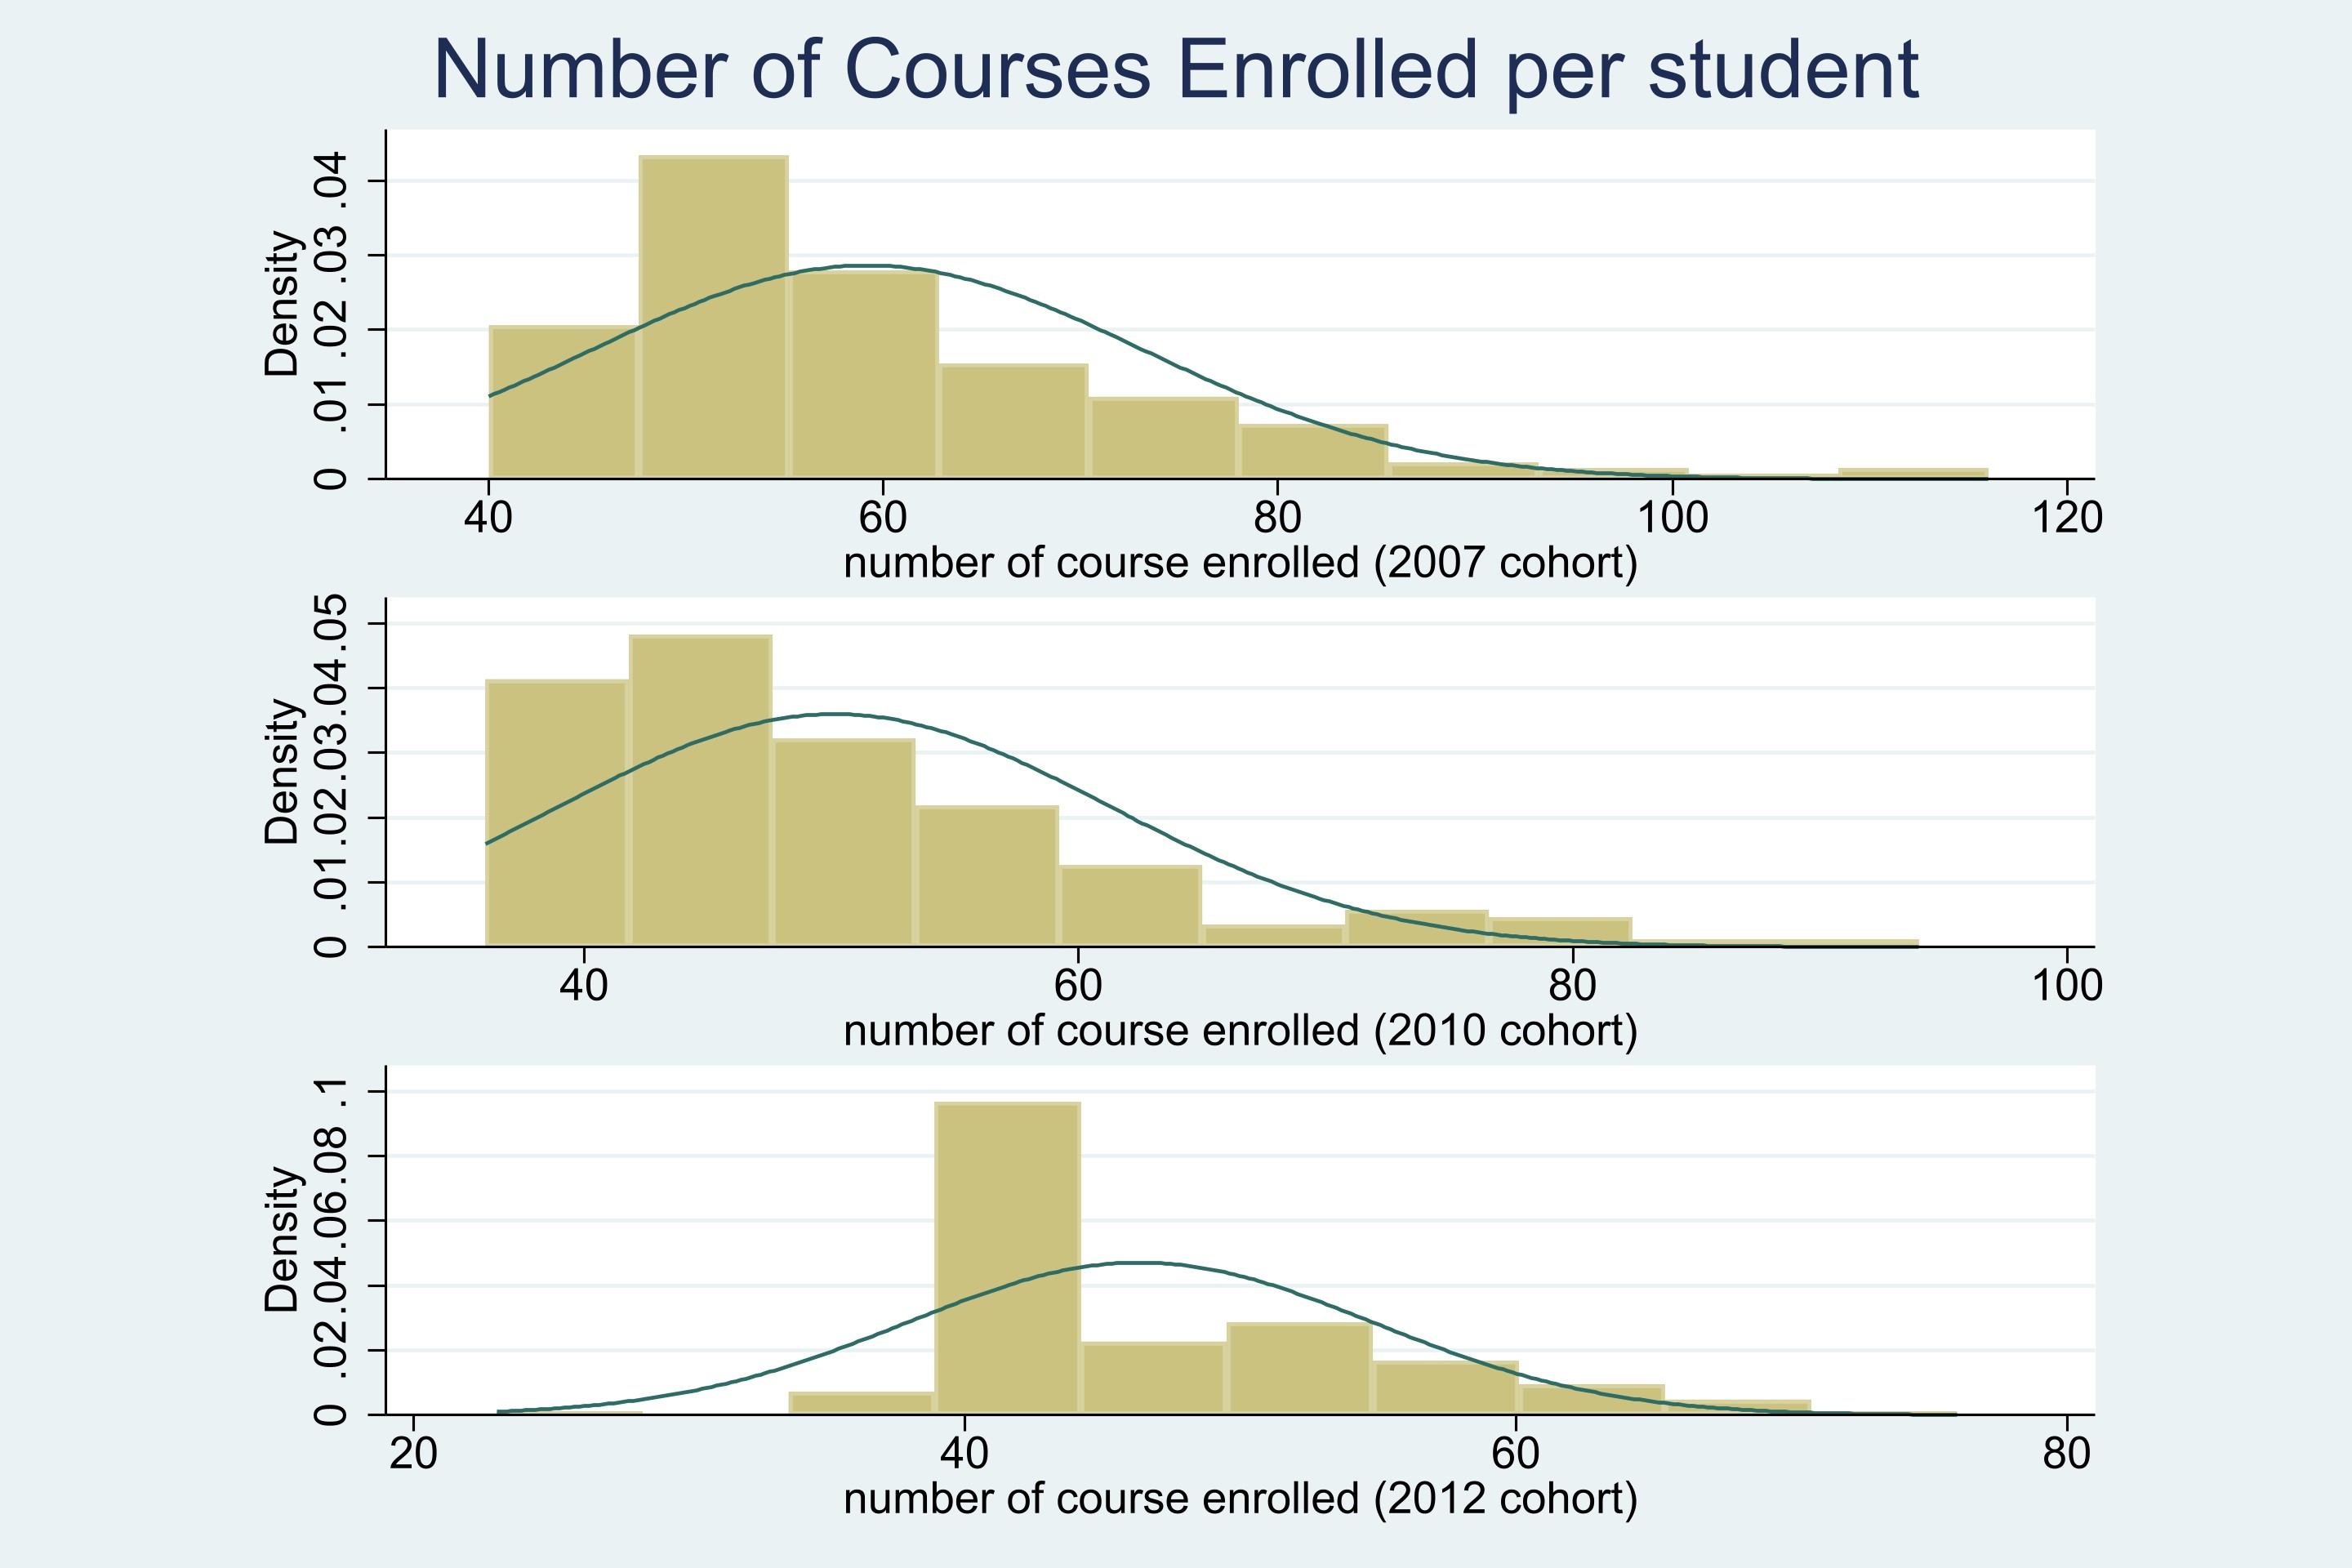 Number of Courses Enrolled per student
Density
0 .01 .02 .03 .04
40 60 80 100 120
number of course enrolled (2007 cohort)
Density
0 .01 .02 .03 .04 .05
40 60 80 100
number of course enrolled (2010 cohort)
Density
0 .02 .04 .06 .08 .1
20 40 60 80
number of course enrolled (2012 cohort)